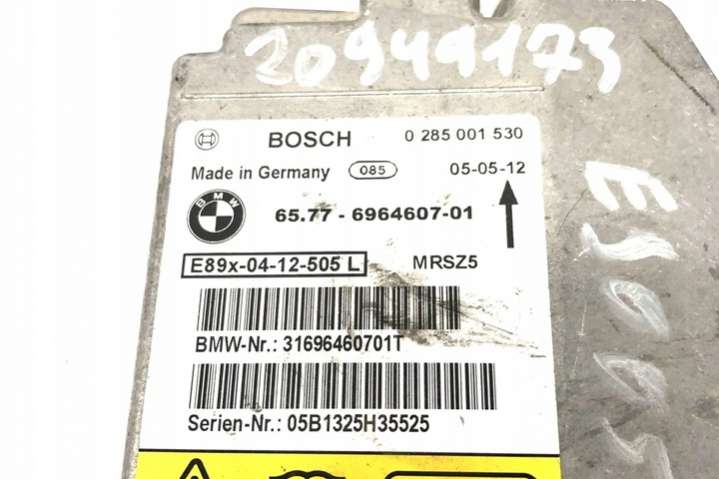 20949173
BOSCH 0 285 001 530
Made in Germany 085 05-05-12
BMW
65.77 - 6964607-01
E89x-04-12-505 L MRSZ5
BMW-Nr.: 31696460701T
Serien-Nr.: 05B1325H35525